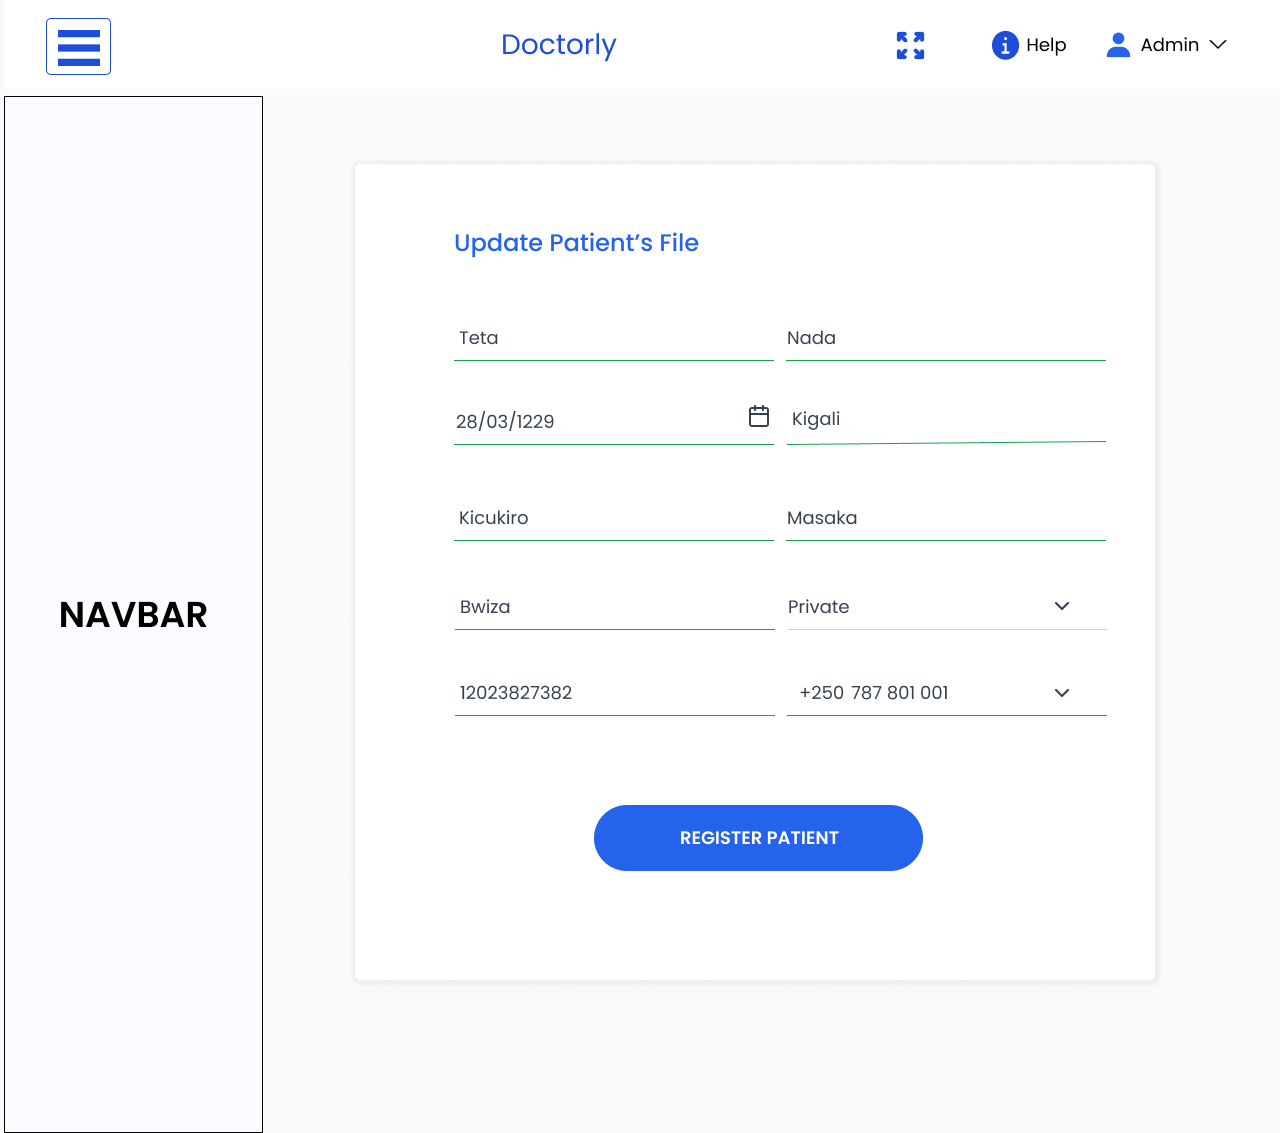 Doctorly
Help
Admin
NAVBAR
Update Patient’s File
Teta
Nada
28/03/1229
Kigali
Kicukiro
Masaka
Bwiza
Private
12023827382
+250 787 801 001
REGISTER PATIENT